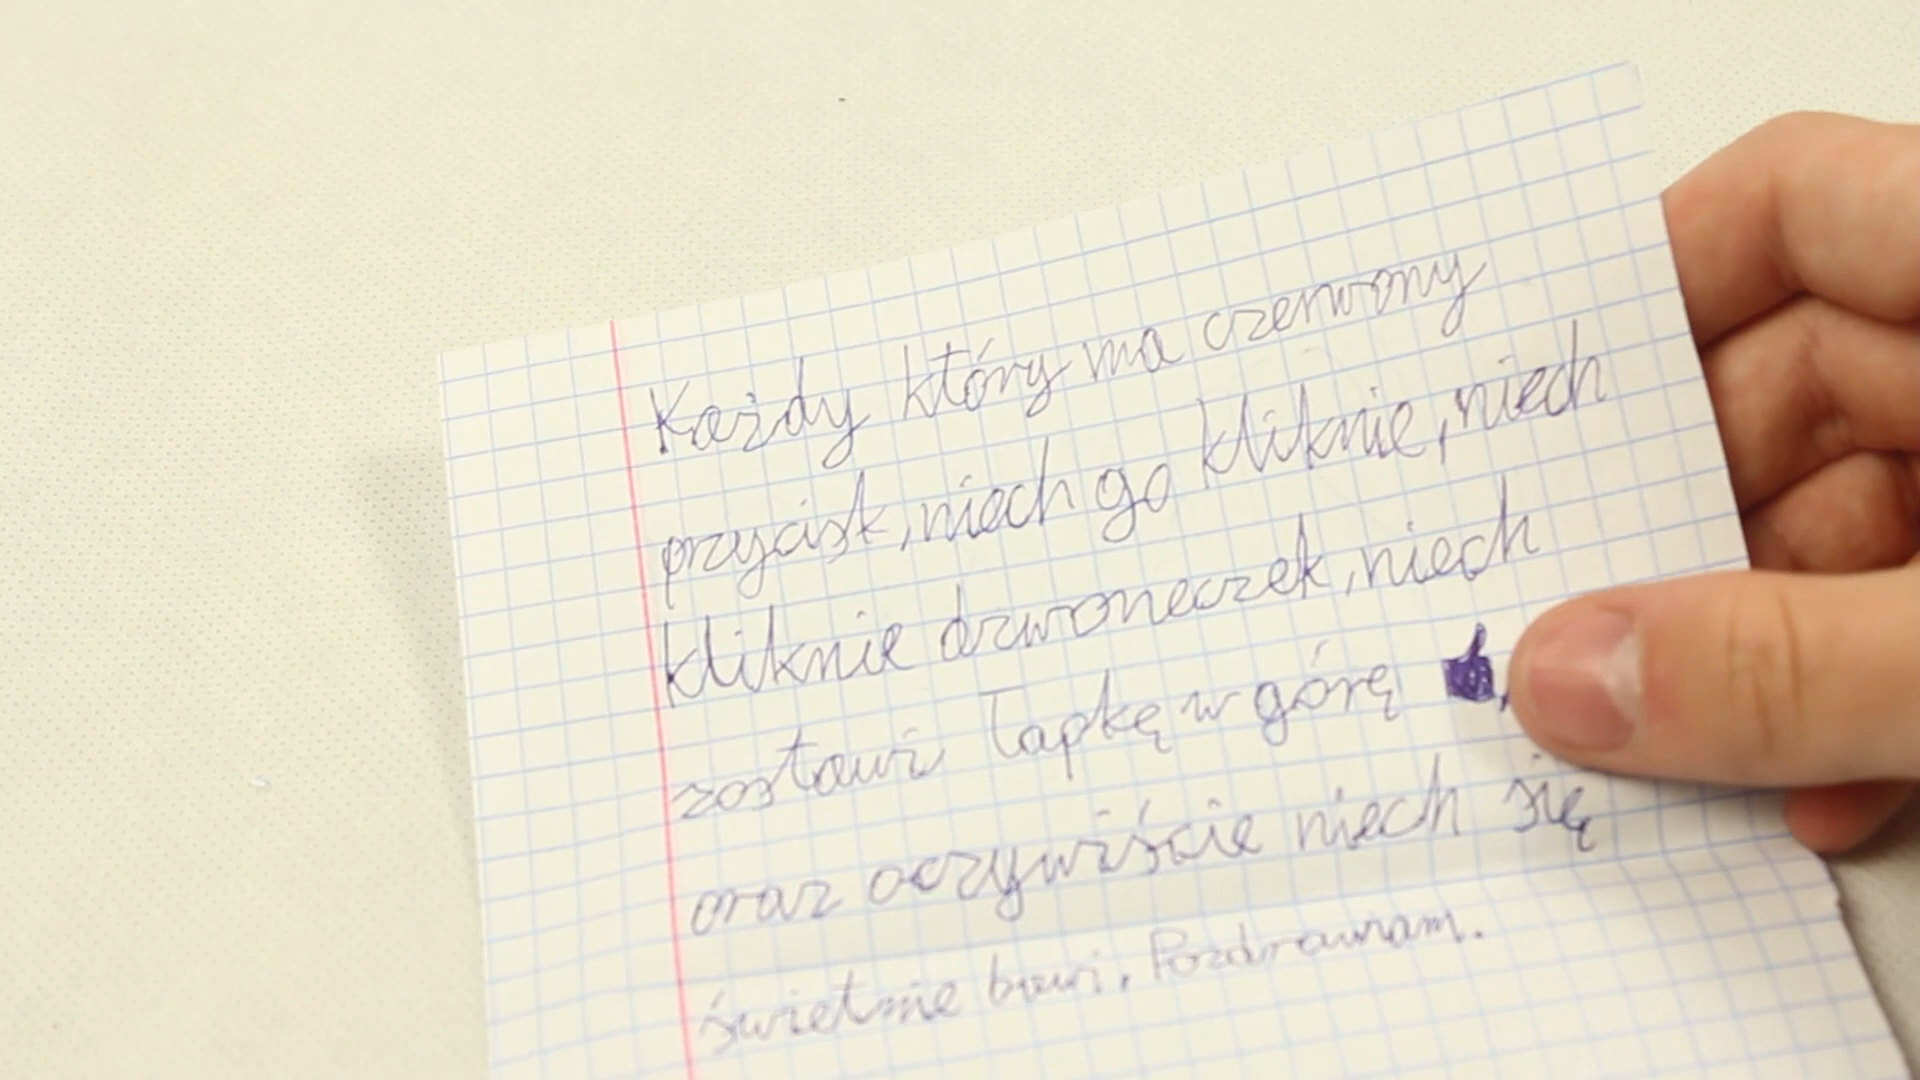 Każdy który ma czerwony
przycisk, niech go kliknie, niech
kliknie dzwoneczek, niech
zostawi łapkę w górę 👍,
oraz oczywiście niech się
świetnie bawi. Pozdrawiam.